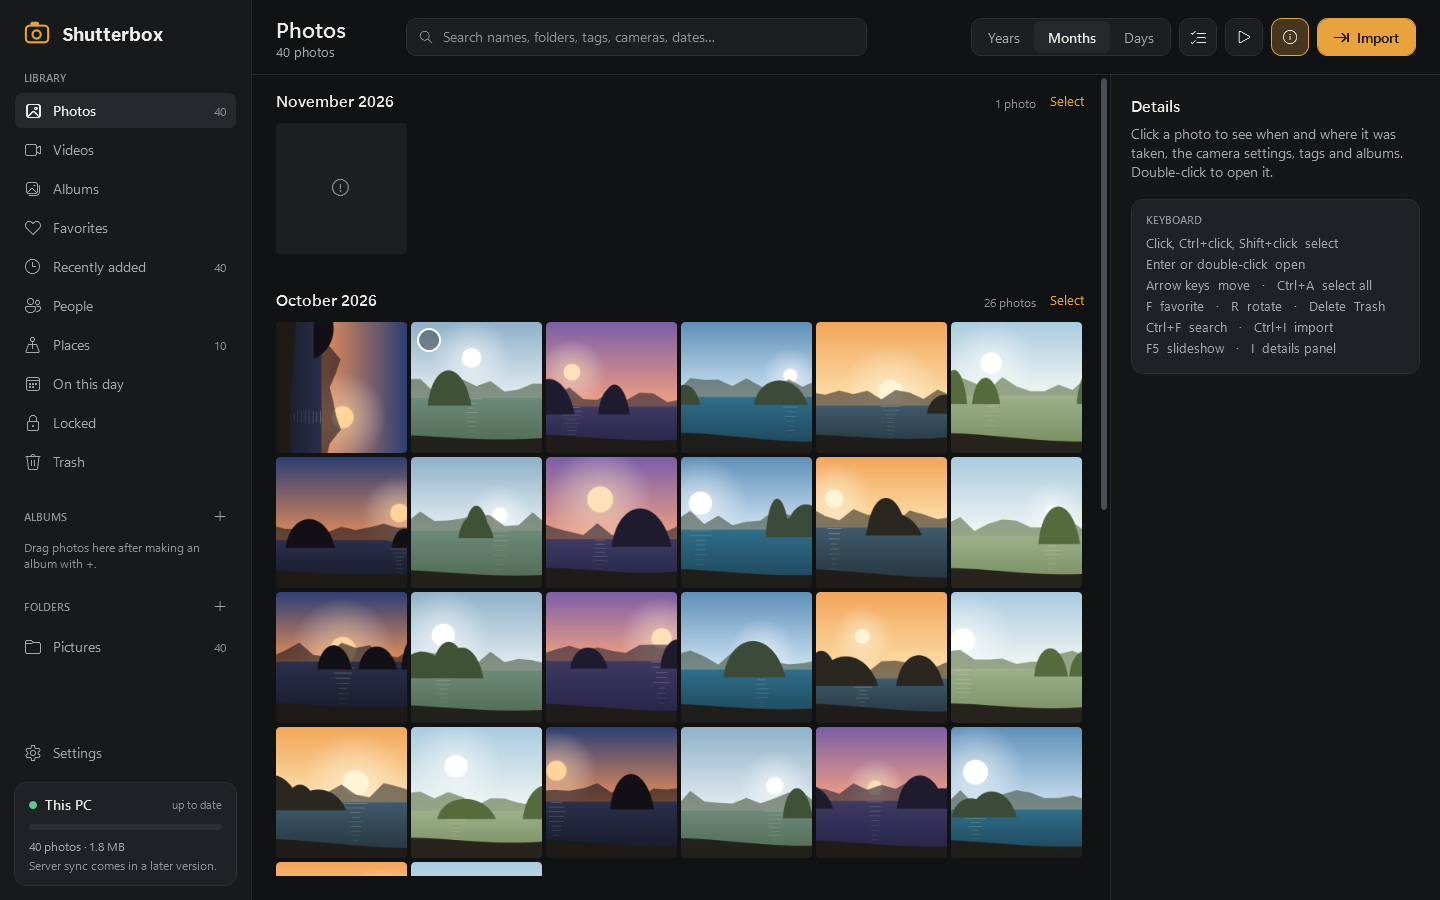 Shutterbox
LIBRARY
Photos 40
Videos
Albums
Favorites
Recently added 40
People
Places 10
On this day
Locked
Trash
ALBUMS
Drag photos here after making an
album with +.
FOLDERS
Pictures 40
Settings
This PC up to date
40 photos · 1.8 MB
Server sync comes in a later version.
Photos
40 photos
Search names, folders, tags, cameras, dates...
Years Months Days
Import
November 2026 1 photo Select
October 2026 26 photos Select
Details
Click a photo to see when and where it was
taken, the camera settings, tags and albums.
Double-click to open it.
KEYBOARD
Click, Ctrl+click, Shift+click select
Enter or double-click open
Arrow keys move · Ctrl+A select all
F favorite · R rotate · Delete Trash
Ctrl+F search · Ctrl+I import
F5 slideshow · I details panel